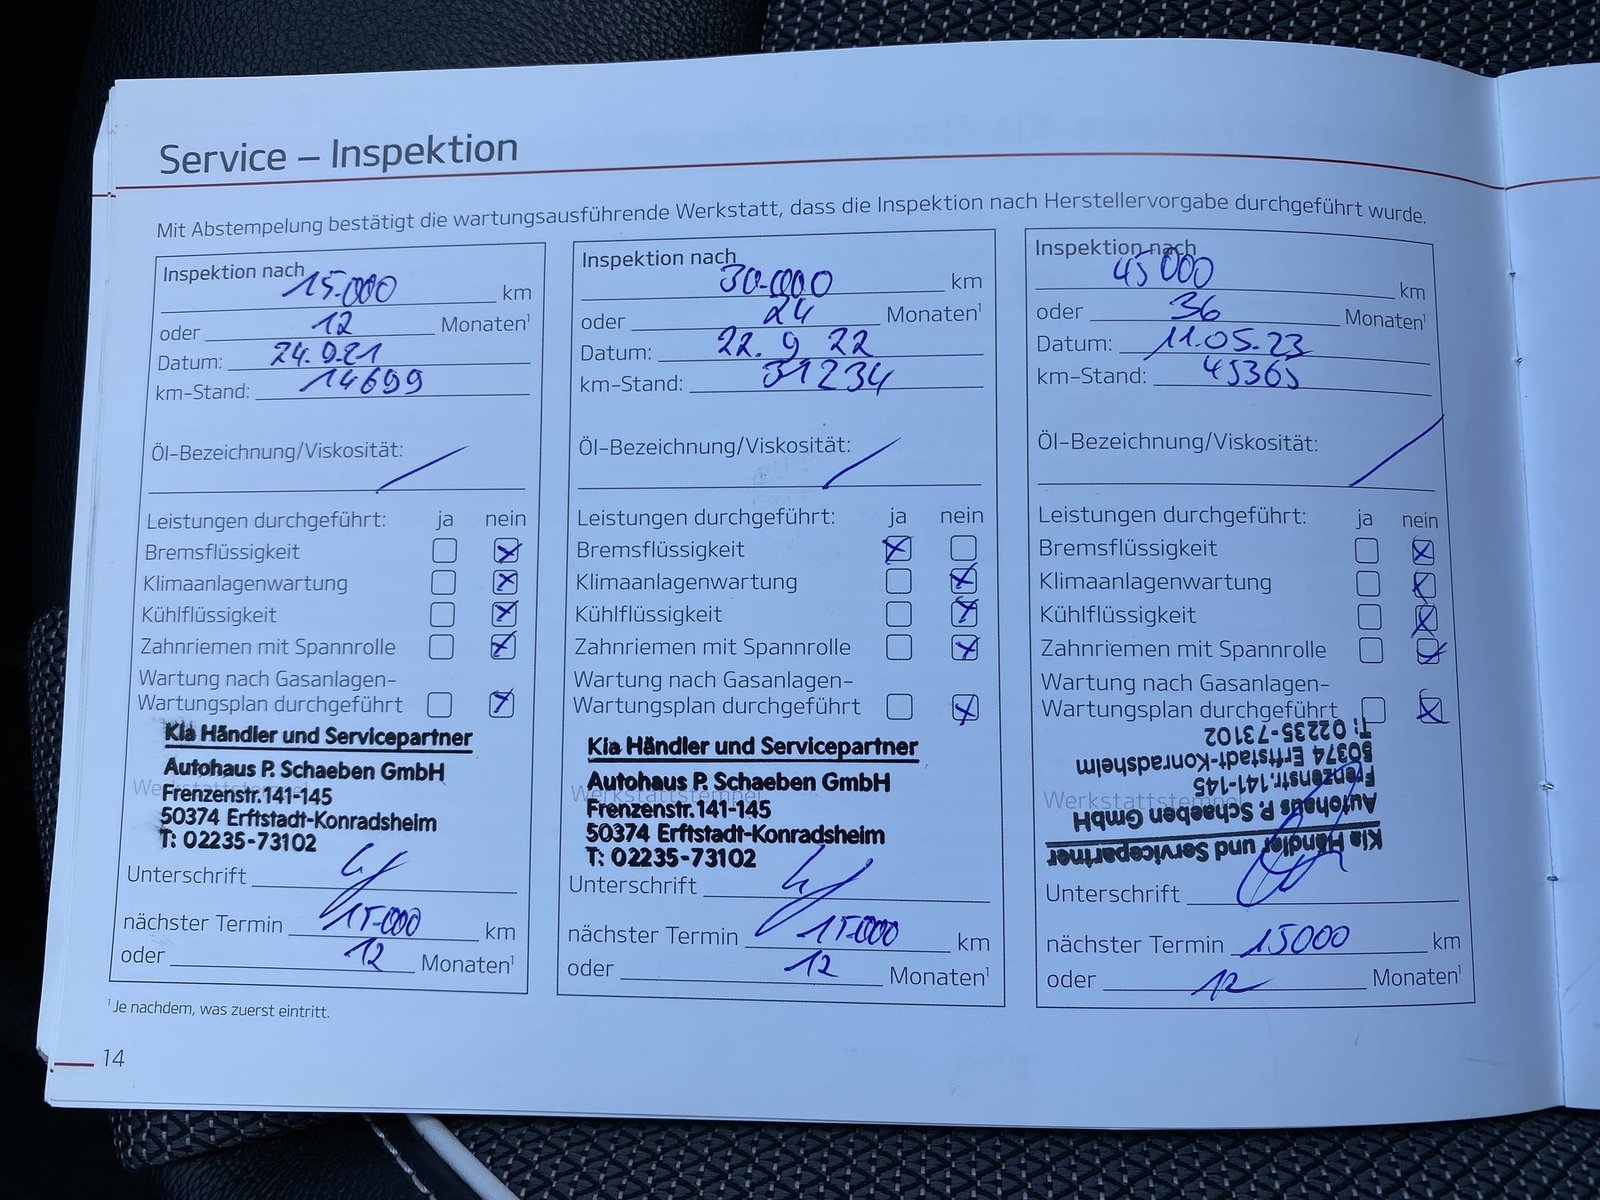 Service – Inspektion
Mit Abstempelung bestätigt die wartungsausführende Werkstatt, dass die Inspektion nach Herstellervorgabe durchgeführt wurde.
Inspektion nach 15.000 km
oder 12 Monaten¹
Datum: 24.9.21
km-Stand: 14699
Öl-Bezeichnung/Viskosität:
Leistungen durchgeführt: ja nein
Bremsflüssigkeit
Klimaanlagenwartung
Kühlflüssigkeit
Zahnriemen mit Spannrolle
Wartung nach Gasanlagen-
Wartungsplan durchgeführt
Kia Händler und Servicepartner
Autohaus P. Schaeben GmbH
Werkstattstempel
Frenzenstr.141-145
50374 Erftstadt-Konradsheim
T: 02235-73102
Unterschrift
nächster Termin 15.000 km
oder 12 Monaten¹
Inspektion nach 30.000 km
oder 24 Monaten¹
Datum: 22. 9 22
km-Stand: 31234
Öl-Bezeichnung/Viskosität:
Leistungen durchgeführt: ja nein
Bremsflüssigkeit
Klimaanlagenwartung
Kühlflüssigkeit
Zahnriemen mit Spannrolle
Wartung nach Gasanlagen-
Wartungsplan durchgeführt
Kia Händler und Servicepartner
Autohaus P. Schaeben GmbH
Werkstattstempel
Frenzenstr.141-145
50374 Erftstadt-Konradsheim
T: 02235-73102
Unterschrift
nächster Termin 15.000 km
oder 12 Monaten¹
Inspektion nach 45000 km
oder 36 Monaten¹
Datum: 11.05.23
km-Stand: 45365
Öl-Bezeichnung/Viskosität:
Leistungen durchgeführt: ja nein
Bremsflüssigkeit
Klimaanlagenwartung
Kühlflüssigkeit
Zahnriemen mit Spannrolle
Wartung nach Gasanlagen-
Wartungsplan durchgeführt
Kia Händler und Servicepartner
Autohaus P. Schaeben GmbH
Werkstattstempel
Frenzenstr.141-145
50374 Erftstadt-Konradsheim
T: 02235-73102
Unterschrift
nächster Termin 15000 km
oder 12 Monaten¹
¹ Je nachdem, was zuerst eintritt.
14